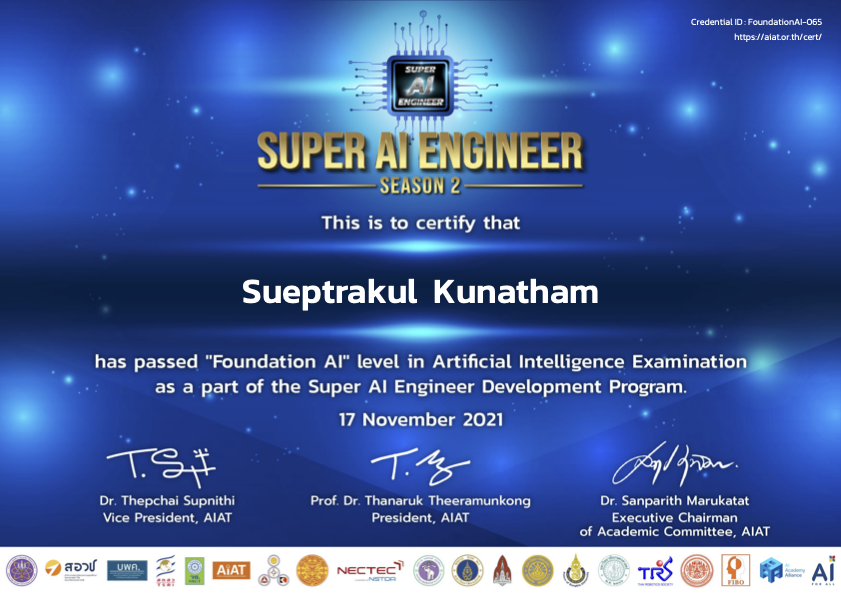 Credential ID : FoundationAI-065
https://aiat.or.th/cert/
SUPER
AI
ENGINEER
SUPER AI ENGINEER
SEASON 2
This is to certify that
Sueptrakul Kunatham
has passed "Foundation AI" level in Artificial Intelligence Examination
as a part of the Super AI Engineer Development Program.
17 November 2021
Dr. Thepchai Supnithi
Vice President, AIAT
Prof. Dr. Thanaruk Theeramunkong
President, AIAT
Dr. Sanparith Marukatat
Executive Chairman
of Academic Committee, AIAT
สอวช
บพค.
AiAT
NECTEC
NSTDA
TRS
FIBO
AI Academy Alliance
AI
FOR ALL